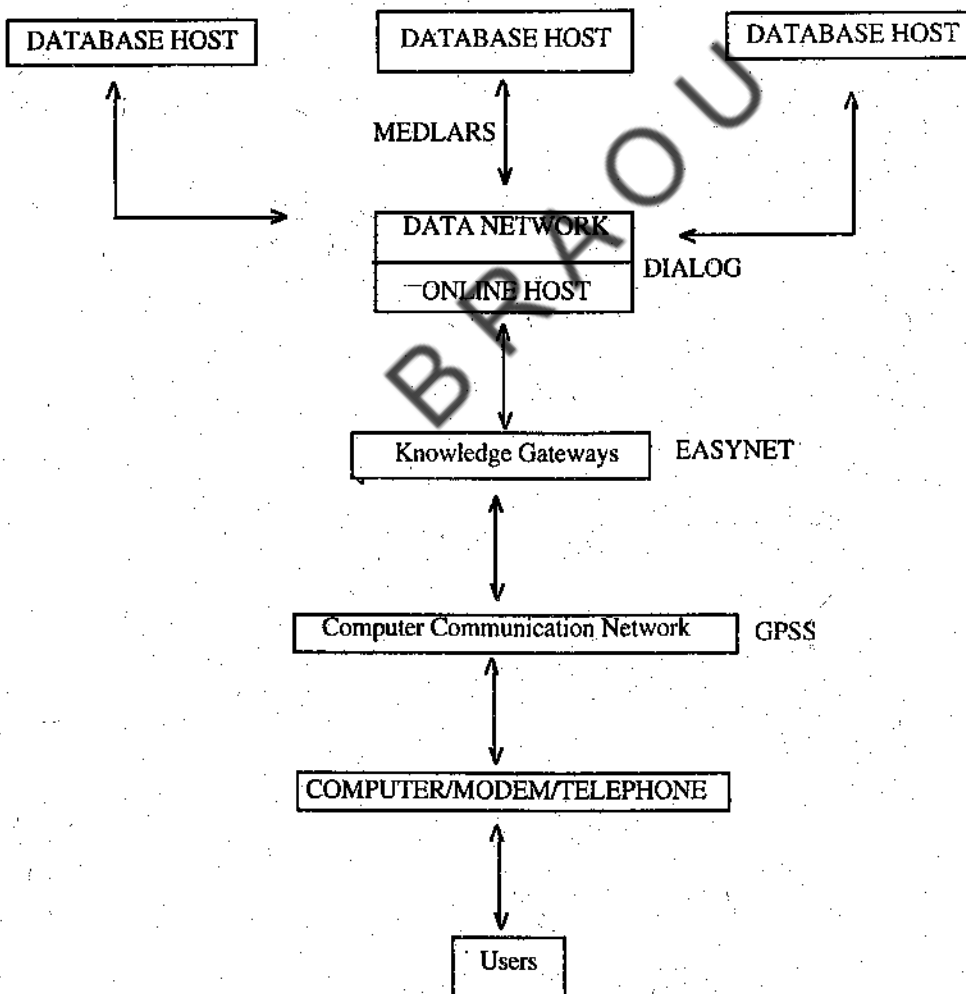 DATABASE HOST
DATABASE HOST
DATABASE HOST
MEDLARS
DATA NETWORK
DIALOG
ONLINE HOST
Knowledge Gateways
EASYNET
Computer Communication Network
GPSS
COMPUTER/MODEM/TELEPHONE
Users
BRAOU